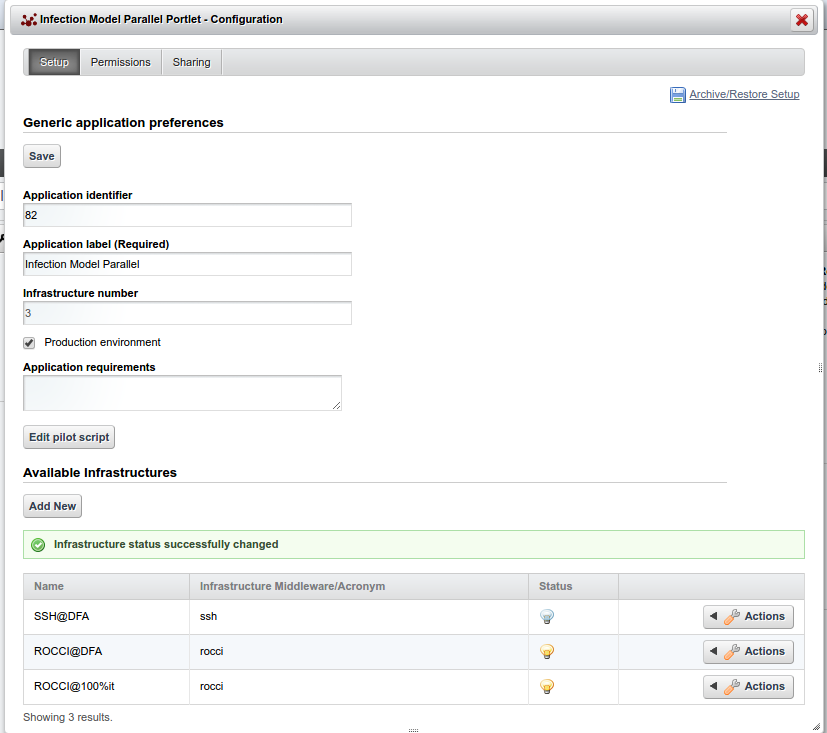 Infection Model Parallel Portlet - Configuration
Setup Permissions Sharing
Archive/Restore Setup
Generic application preferences
Save
Application identifier
82
Application label (Required)
Infection Model Parallel
Infrastructure number
3
Production environment
Application requirements
Edit pilot script
Available Infrastructures
Add New
Infrastructure status successfully changed
Name Infrastructure Middleware/Acronym Status
SSH@DFA ssh Actions
ROCCI@DFA rocci Actions
ROCCI@100%it rocci Actions
Showing 3 results.